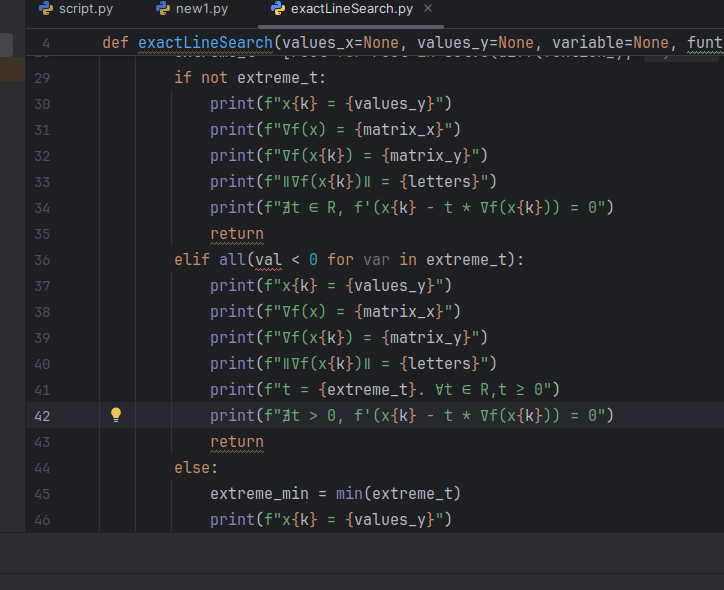 script.py new1.py exactLineSearch.py ×
4 def exactLineSearch(values_x=None, values_y=None, variable=None, funt
29 if not extreme_t:
30 print(f"x{k} = {values_y}")
31 print(f"∇f(x) = {matrix_x}")
32 print(f"∇f(x{k}) = {matrix_y}")
33 print(f"‖∇f(x{k})‖ = {letters}")
34 print(f"∄t ∈ R, f'(x{k} - t * ∇f(x{k})) = 0")
35 return
36 elif all(val < 0 for var in extreme_t):
37 print(f"x{k} = {values_y}")
38 print(f"∇f(x) = {matrix_x}")
39 print(f"∇f(x{k}) = {matrix_y}")
40 print(f"‖∇f(x{k})‖ = {letters}")
41 print(f"t = {extreme_t}. ∀t ∈ R,t ≥ 0")
42 print(f"∄t > 0, f'(x{k} - t * ∇f(x{k})) = 0")
43 return
44 else:
45 extreme_min = min(extreme_t)
46 print(f"x{k} = {values_y}")